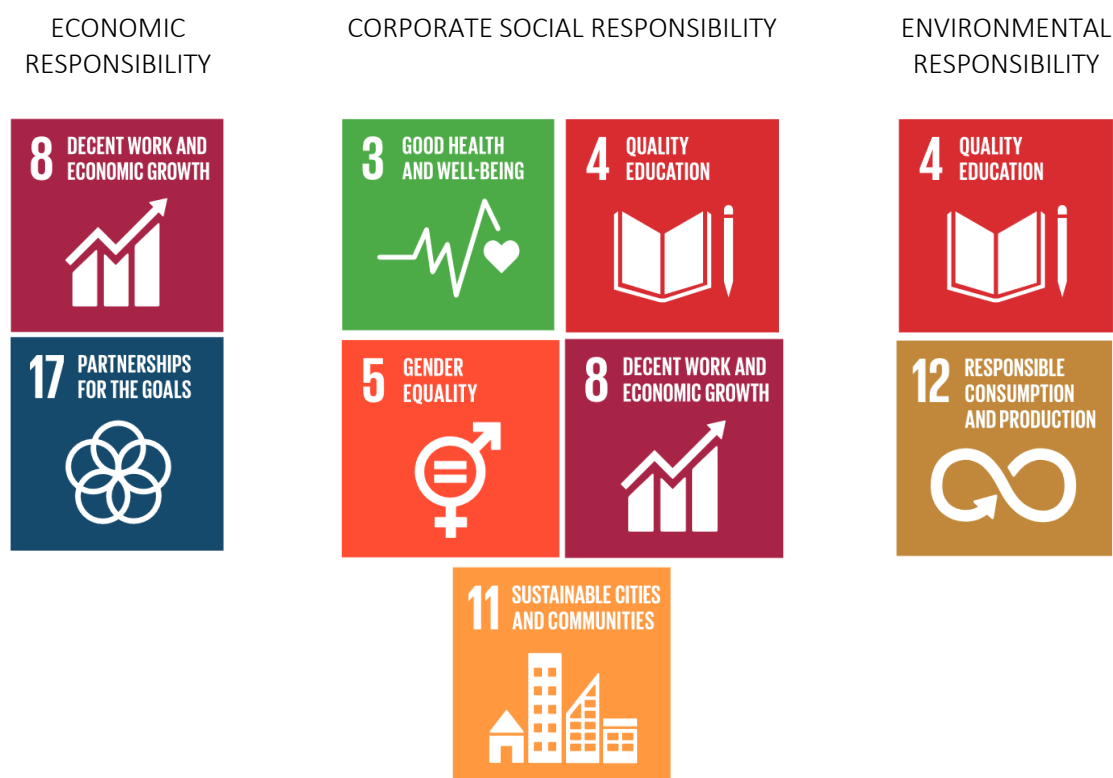 ECONOMIC
RESPONSIBILITY
8 DECENT WORK AND
ECONOMIC GROWTH
17 PARTNERSHIPS
FOR THE GOALS
CORPORATE SOCIAL RESPONSIBILITY
3 GOOD HEALTH
AND WELL-BEING
4 QUALITY
EDUCATION
5 GENDER
EQUALITY
8 DECENT WORK AND
ECONOMIC GROWTH
11 SUSTAINABLE CITIES
AND COMMUNITIES
ENVIRONMENTAL
RESPONSIBILITY
4 QUALITY
EDUCATION
12 RESPONSIBLE
CONSUMPTION
AND PRODUCTION